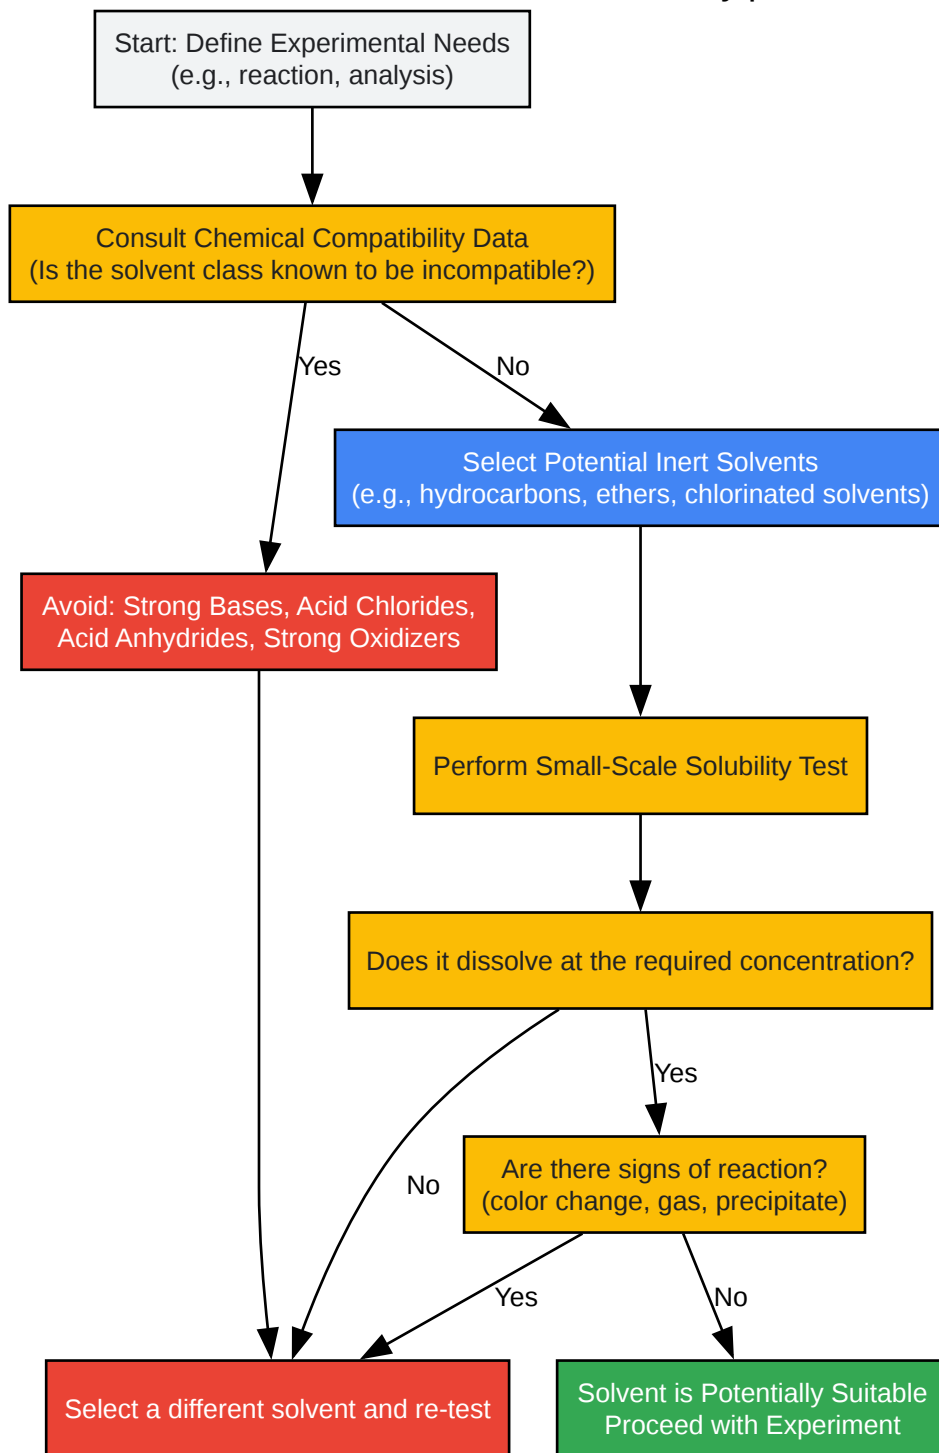 Start: Define Experimental Needs
(e.g., reaction, analysis)
Consult Chemical Compatibility Data
(Is the solvent class known to be incompatible?)
Yes
No
Select Potential Inert Solvents
(e.g., hydrocarbons, ethers, chlorinated solvents)
Avoid: Strong Bases, Acid Chlorides,
Acid Anhydrides, Strong Oxidizers
Perform Small-Scale Solubility Test
Does it dissolve at the required concentration?
Yes
No
Are there signs of reaction?
(color change, gas, precipitate)
Yes
No
Select a different solvent and re-test
Solvent is Potentially Suitable
Proceed with Experiment